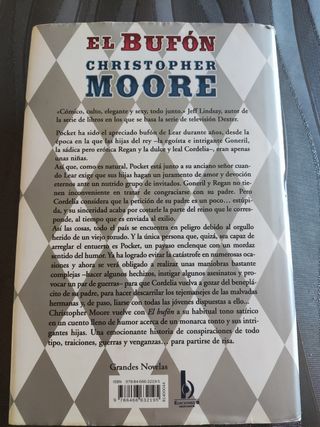 EL BUFÓN
CHRISTOPHER
MOORE
«Cómico, culto, elegante y sexy, todo junto.» Jeff Lindsay, autor de
la serie de libros en los que se basa la serie de televisión Dexter.
Pocket ha sido el apreciado bufón de Lear durante años, desde
la época en la que las hijas del rey –la egoísta e intrigante Goneril,
la sádica pero erótica Regan y la dulce y leal Cordelia– eran apenas
unas niñas.
Así que, como es natural, Pocket está junto a su anciano señor cuan-
do Lear exige que sus hijas hagan un juramento de amor y devoción
eternos ante un nutrido grupo de invitados. Goneril y Regan no
tienen inconveniente en tratar de congraciarse con su padre. Pero
Cordelia considera que la petición de su padre es un poco... estúpi-
da, y su sinceridad acaba por costarle la parte del reino que le corres-
ponde, al tiempo que es enviada al exilio.
Así las cosas, todo el país se encuentra en peligro debido al orgullo
herido de un viejo tonudo. Y la única persona que, quizá, sea capaz de
arreglar el entuerto es Pocket, un payaso enclenque con un mordaz
sentido del humor. Ya ha logrado evitar la catástrofe en numerosas oca-
siones y ahora se verá obligado a realizar unas maniobras bastante
complejas –hacer algunos hechizos, instigar algunos asesinatos y pro-
vocar un par de guerras– para que Cordelia vuelva a gozar del beneplá-
cito de su padre, para hacer descarrilar los tejemanejes de las malvadas
hermanas y, de paso, liarse con todas las jóvenes dispuestas a ello...
Christopher Moore vuelve con El bufón a su habitual tono satírico
en un cuento lleno de humor acerca de un monarca tonto y sus intri-
gantes hijas. Una emocionante historia de conspiraciones de todo
tipo, traiciones, guerras y venganzas... para partirse de risa.
Grandes Novelas
ISBN: 978-84-666-3219-5
9 788466 632195
b